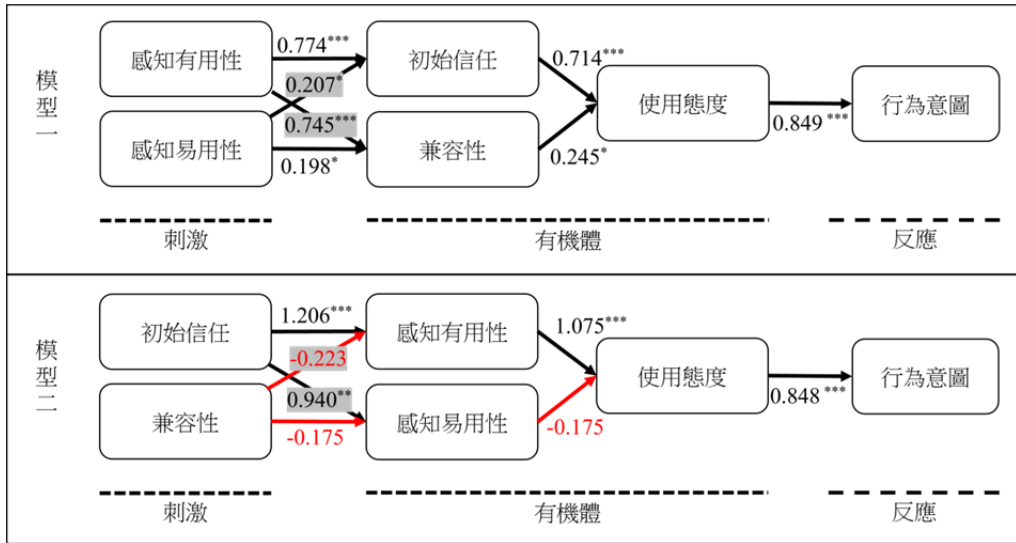 模型一
感知有用性
0.774***
初始信任
0.714***
0.207*
使用態度
0.849 ***
行為意圖
0.745***
感知易用性
0.198*
兼容性
0.245*
刺激
有機體
反應
模型二
初始信任
1.206***
感知有用性
1.075***
-0.223
使用態度
0.848 ***
行為意圖
0.940**
兼容性
-0.175
感知易用性
-0.175
刺激
有機體
反應